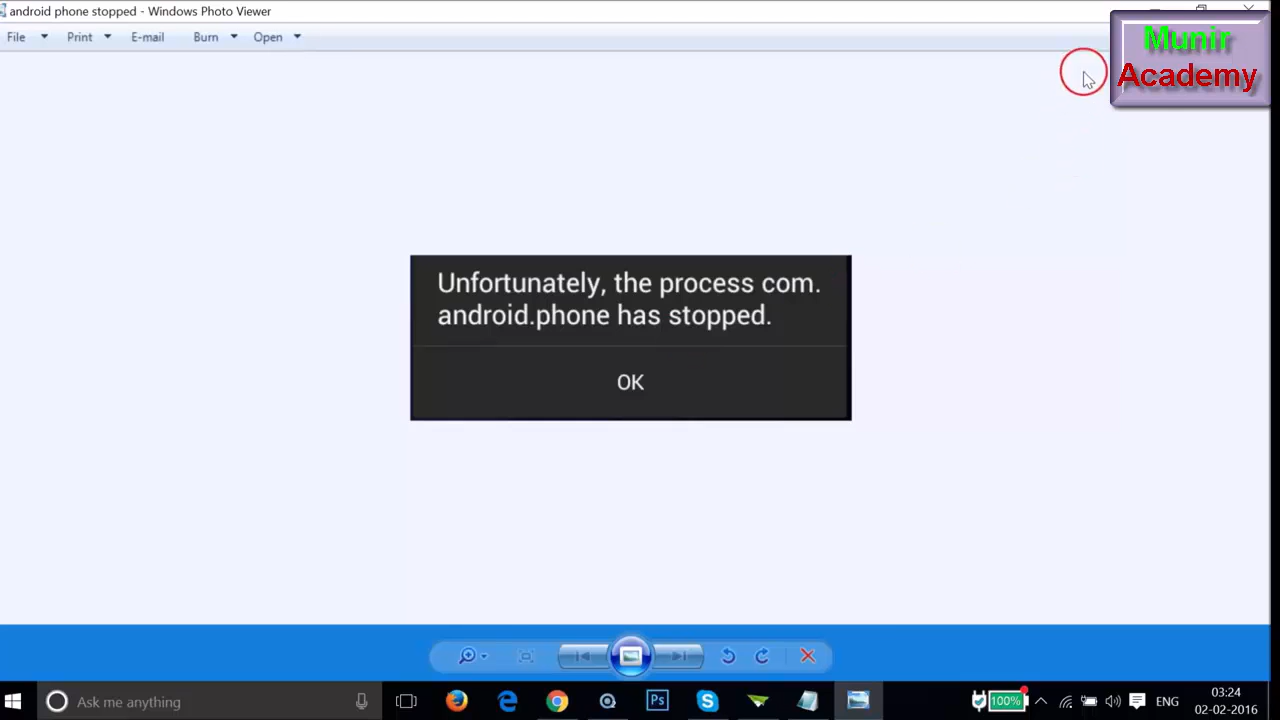 android phone stopped - Windows Photo Viewer
File Print E-mail Burn Open
Munir
Academy
Unfortunately, the process com.
android.phone has stopped.
OK
Ask me anything
Ps
100%
ENG
03:24
02-02-2016